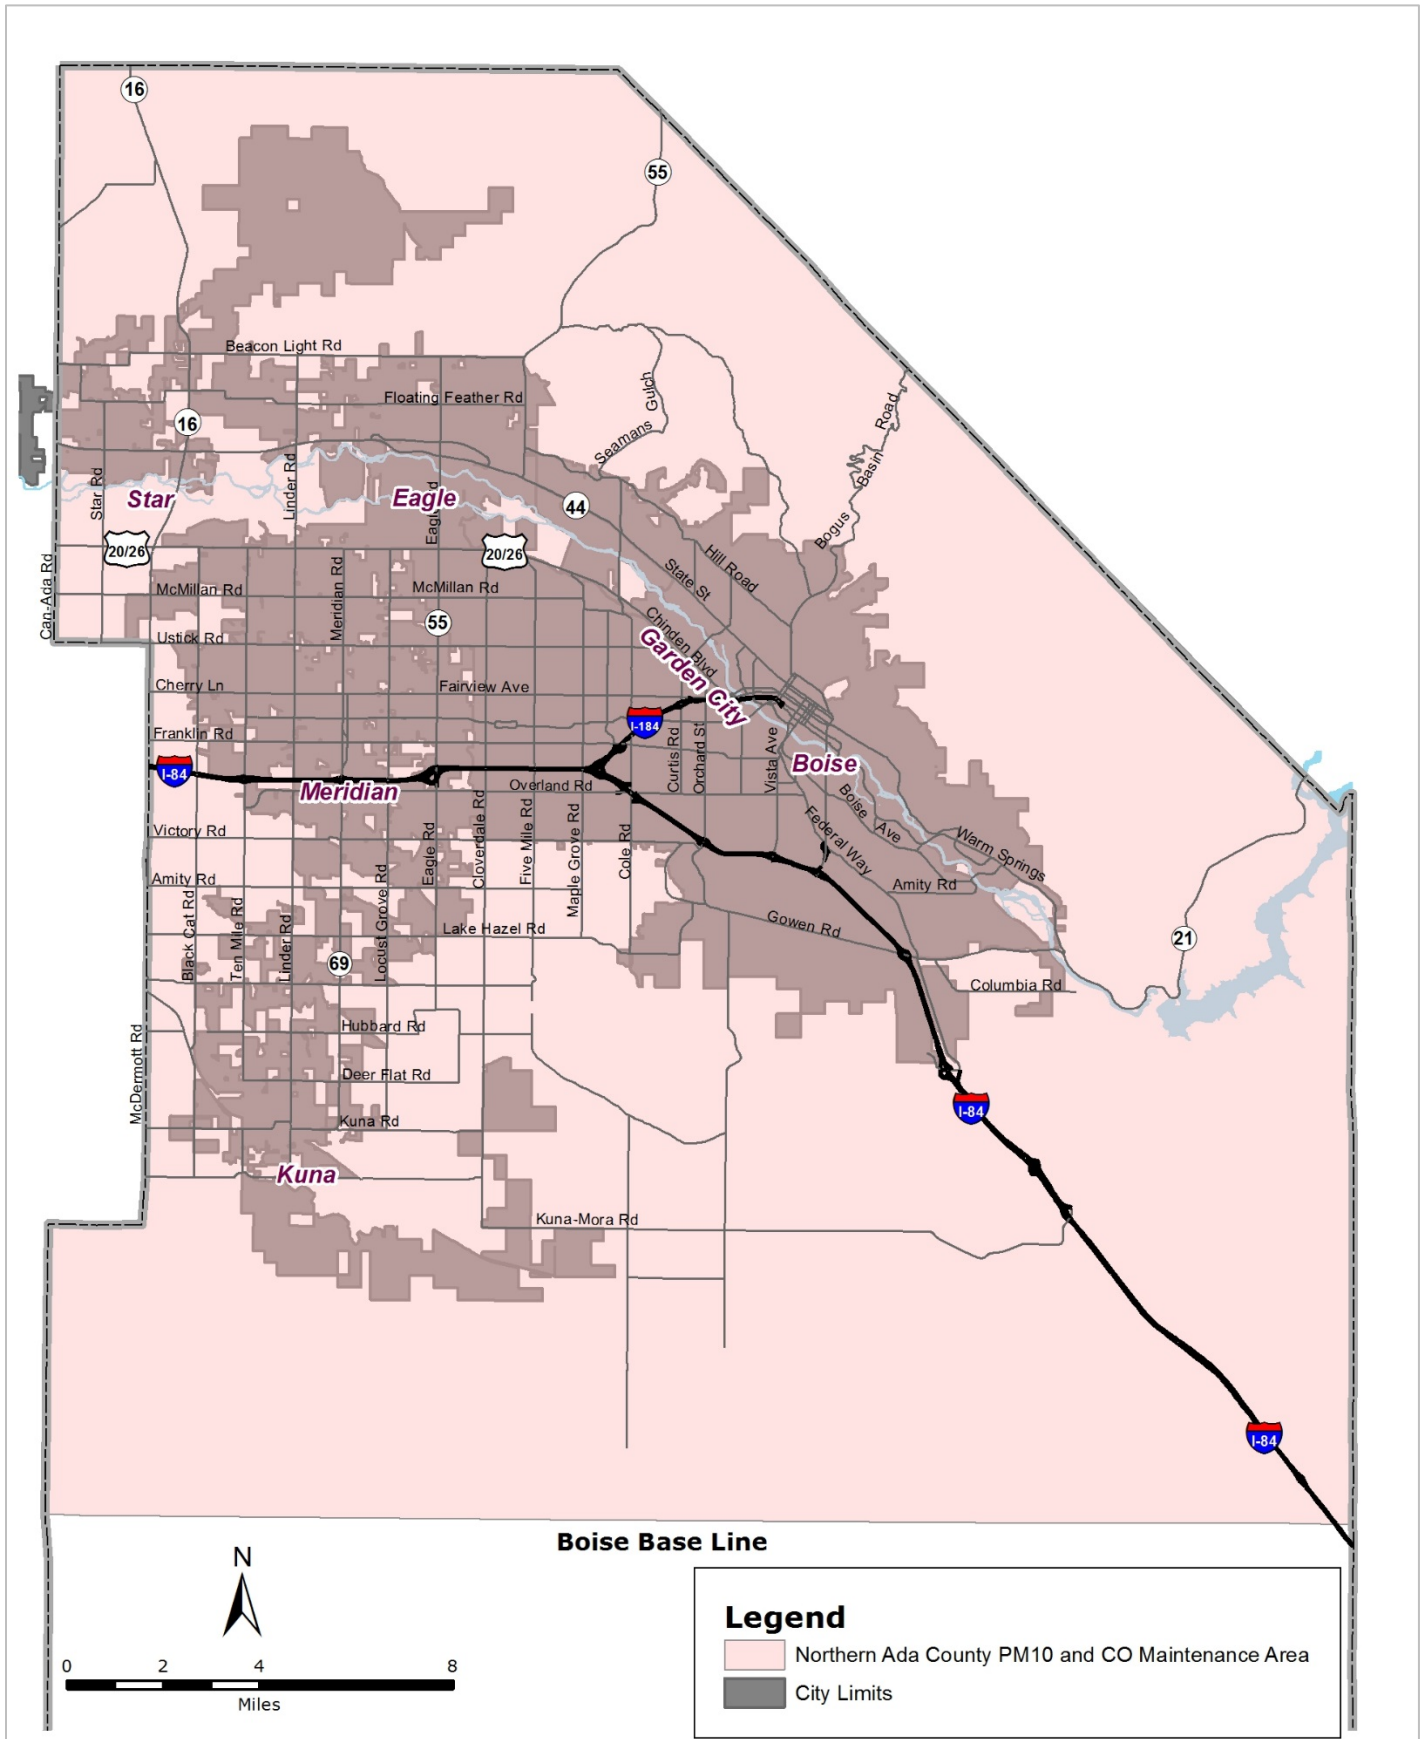 16
55
Beacon Light Rd
Floating Feather Rd
Seamans Gulch
Bogus Basin Road
16
Star Rd
Linder Rd
Star
Eagle
44
20/26
20/26
Can-Ada Rd
McMillan Rd
Meridian Rd
McMillan Rd
Hill Road
State St
55
Ustick Rd
Chinden Blvd
Garden City
Cherry Ln
Fairview Ave
Franklin Rd
I-184
Curtis Rd
Orchard St
Vista Ave
Boise
I-84
Meridian
Overland Rd
Boise Ave
Federal Way
Warm Springs
Victory Rd
Eagle Rd
Cloverdale Rd
Five Mile Rd
Maple Grove Rd
Cole Rd
Amity Rd
Amity Rd
Black Cat Rd
Ten Mile Rd
Linder Rd
Locust Grove Rd
Lake Hazel Rd
Gowen Rd
69
21
Columbia Rd
McDermott Rd
Hubbard Rd
Deer Flat Rd
Kuna Rd
I-84
Kuna
Kuna-Mora Rd
I-84
Boise Base Line
N
0 2 4 8
Miles
Legend
Northern Ada County PM10 and CO Maintenance Area
City Limits